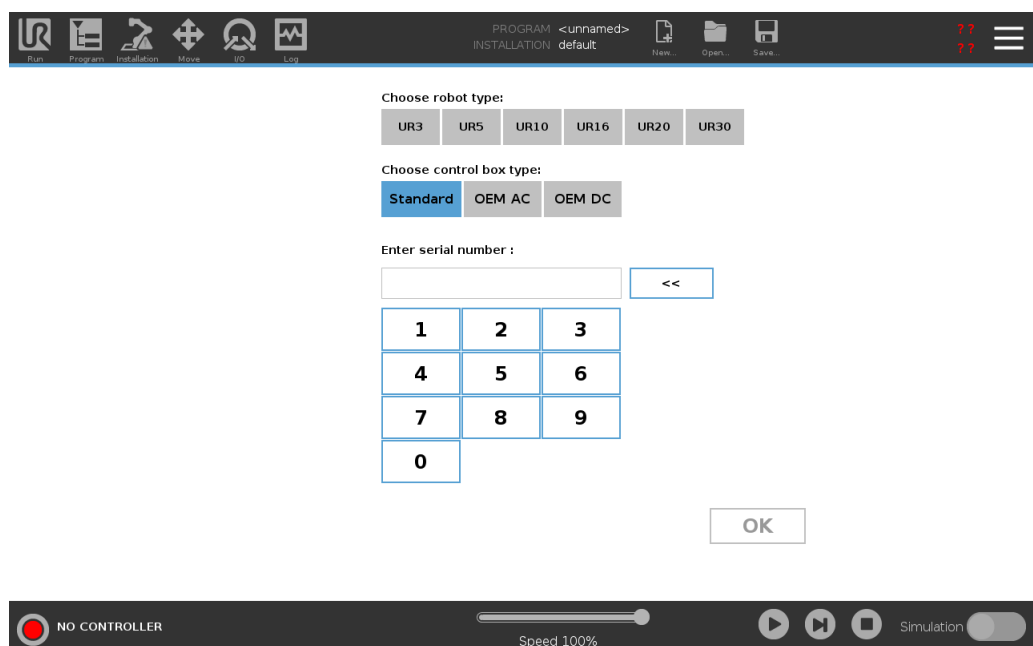 UR
Run
Program
Installation
Move
I/O
Log
PROGRAM <unnamed>
INSTALLATION default
New...
Open...
Save...
? ?
? ?
Choose robot type:
UR3 UR5 UR10 UR16 UR20 UR30
Choose control box type:
Standard OEM AC OEM DC
Enter serial number :
<<
1 2 3
4 5 6
7 8 9
0
OK
NO CONTROLLER
Speed 100%
Simulation